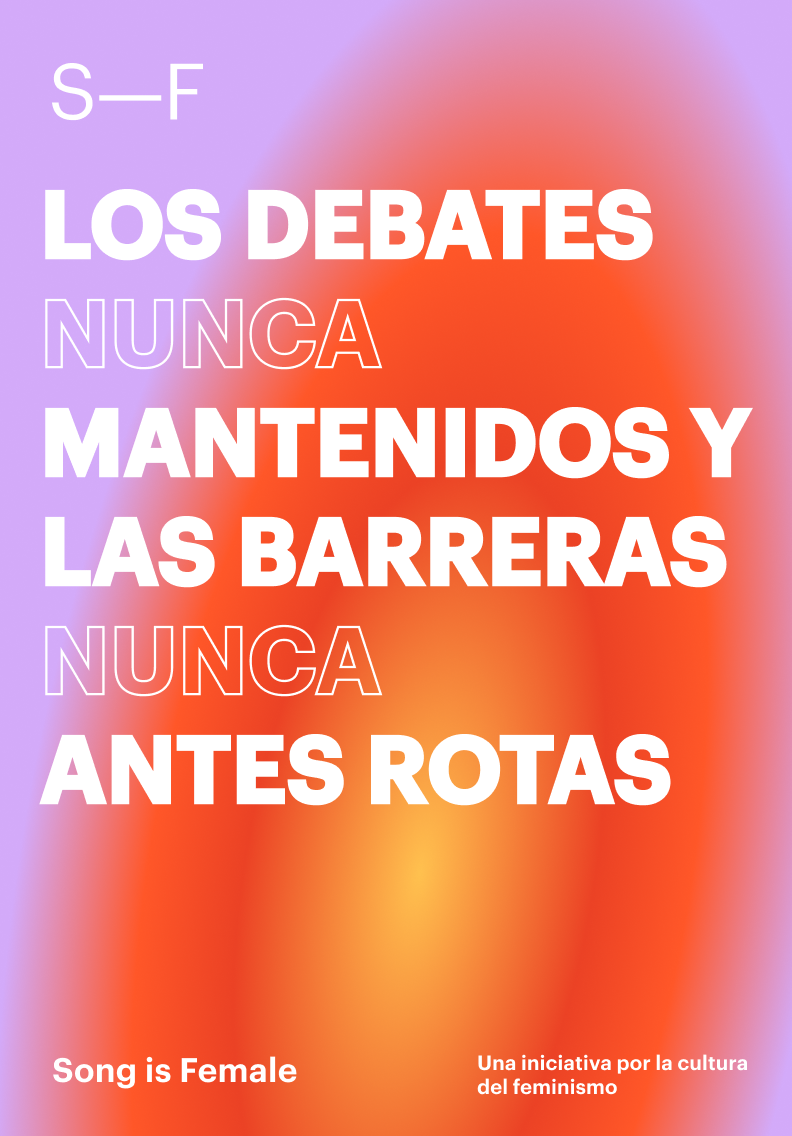 S—F
LOS DEBATES
NUNCA
MANTENIDOS Y
LAS BARRERAS
NUNCA
ANTES ROTAS
Song is Female
Una iniciativa por la cultura
del feminismo